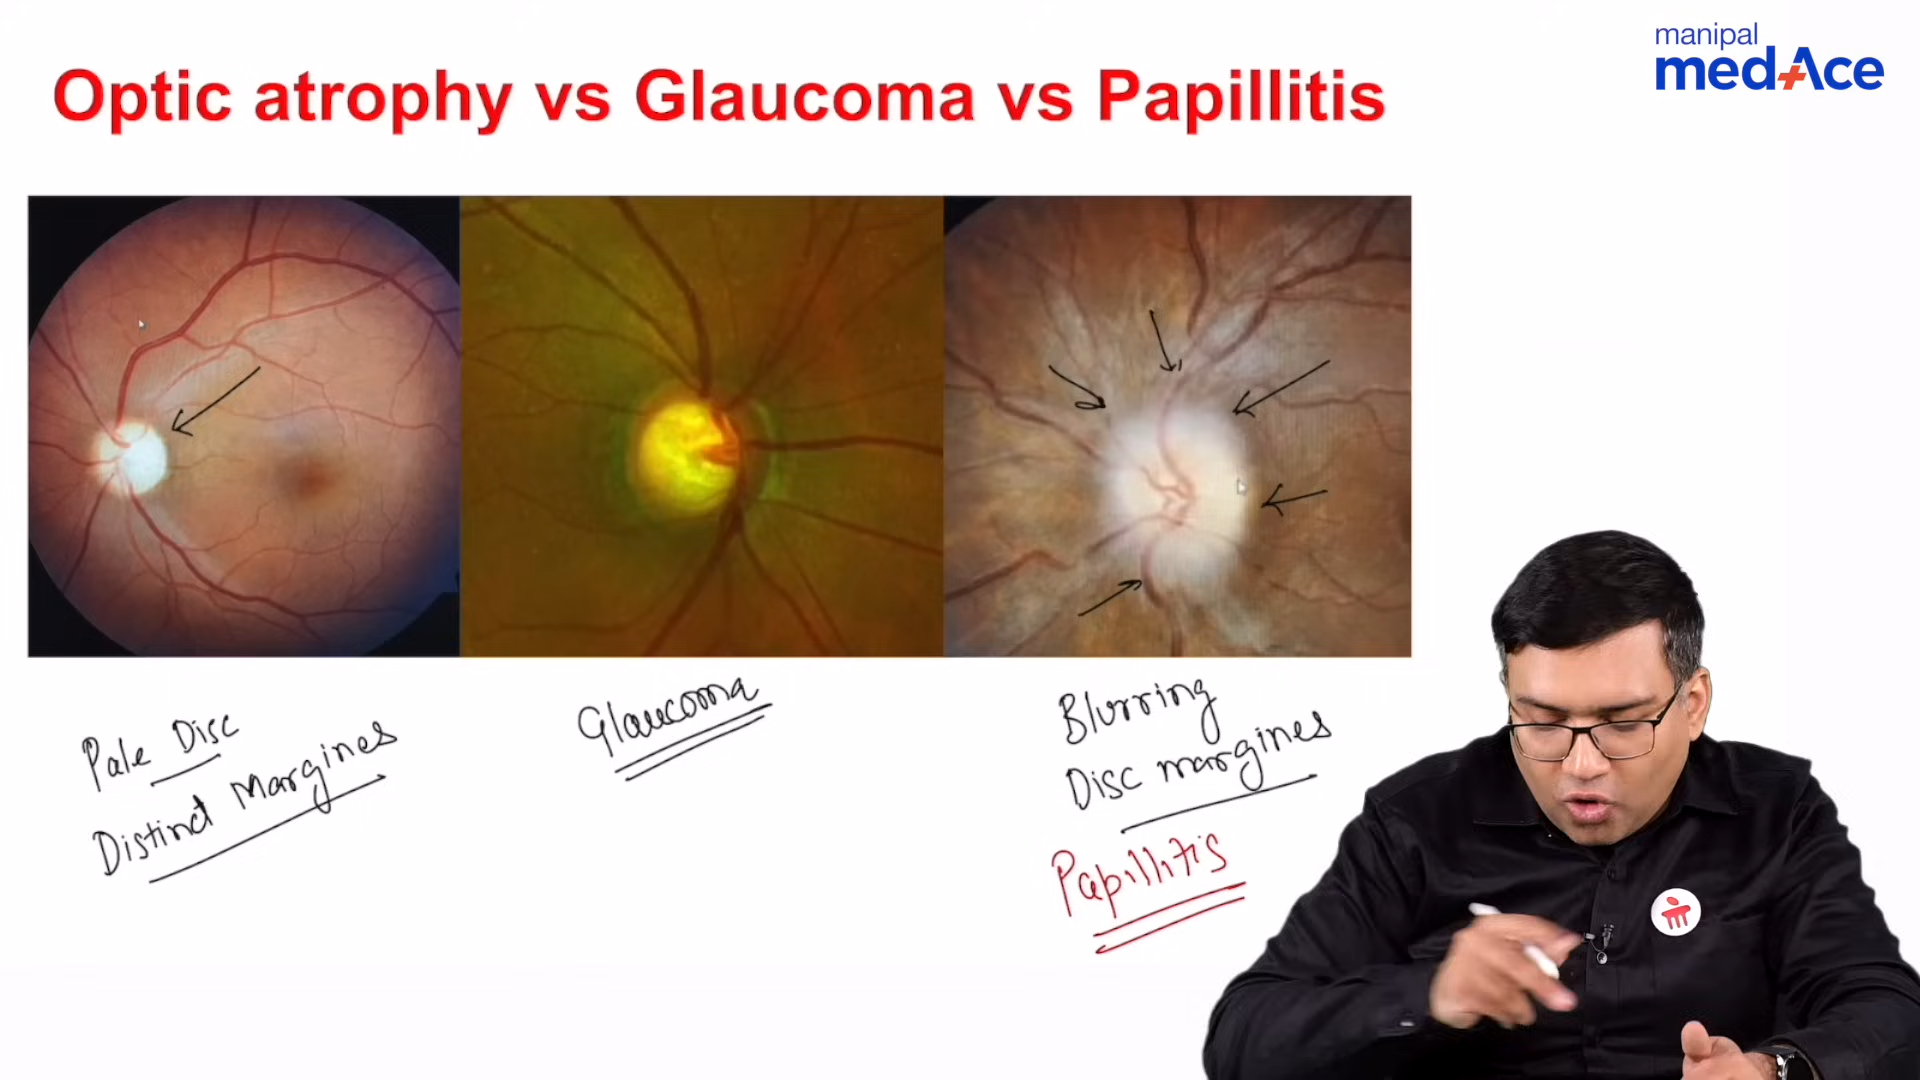 manipal
medAce
Optic atrophy vs Glaucoma vs Papillitis
Pale Disc
Distinct Margines
Glaucoma
Blurring
Disc margines
Papillitis